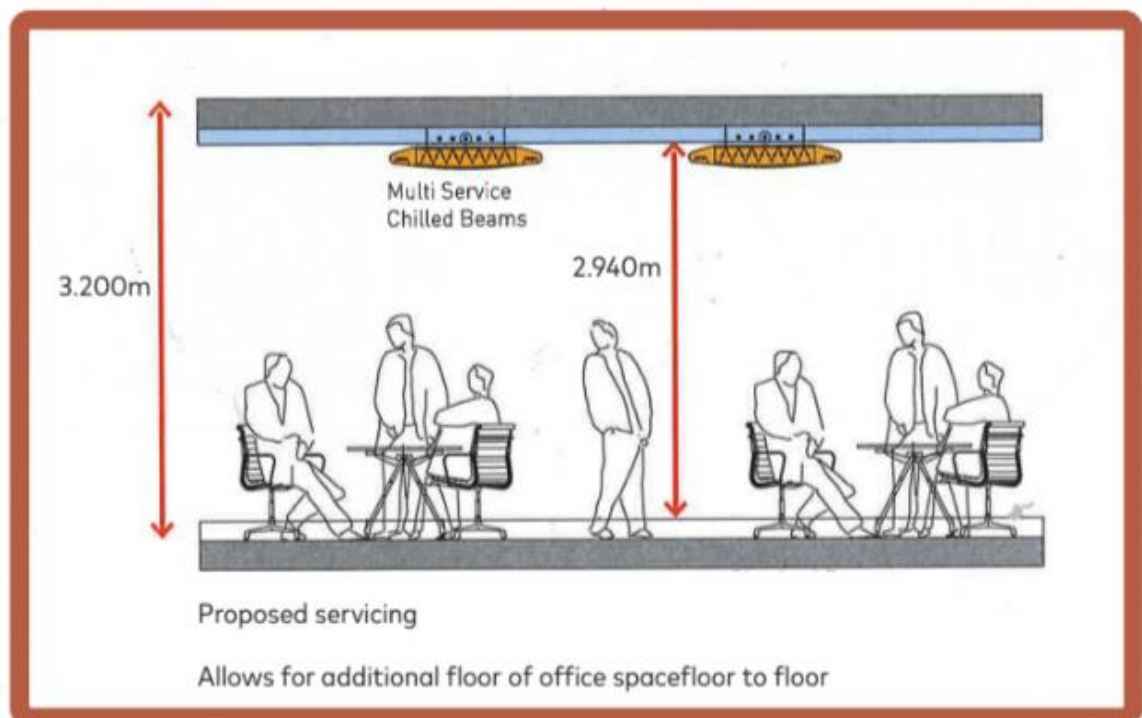 Multi Service
Chilled Beams
3.200m
2.940m
Proposed servicing
Allows for additional floor of office spacefloor to floor